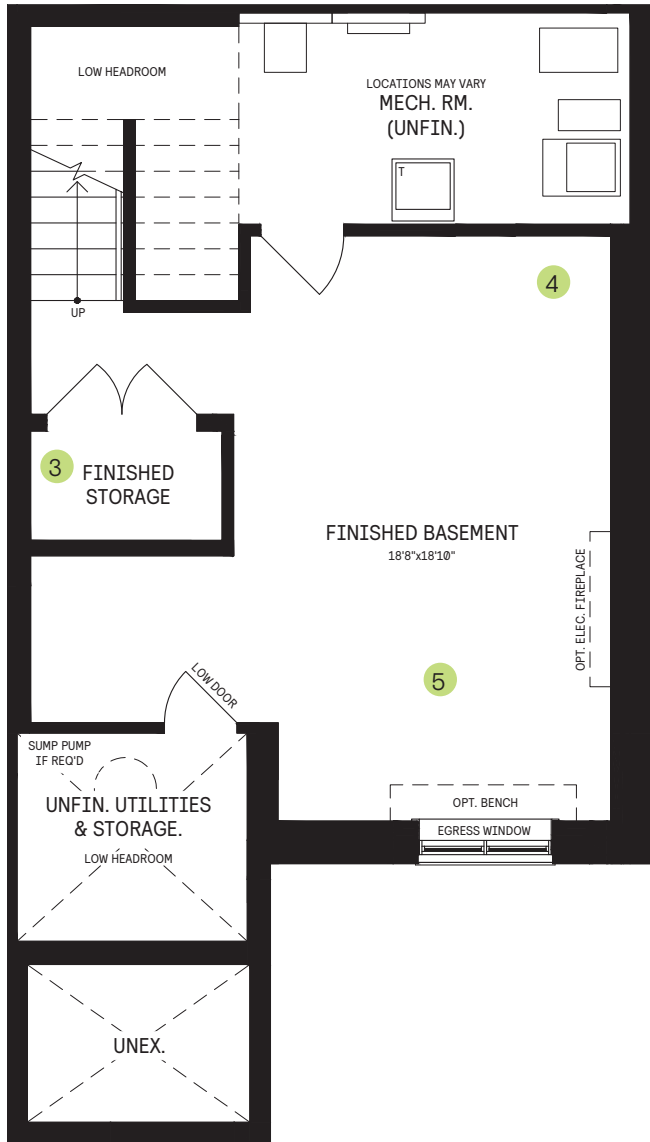 LOW HEADROOM
LOCATIONS MAY VARY
MECH. RM.
(UNFIN.)
T
4
UP
3
FINISHED
STORAGE
FINISHED BASEMENT
18'8"x18'10"
OPT. ELEC. FIREPLACE
5
LOW DOOR
SUMP PUMP
IF REQ'D
UNFIN. UTILITIES
& STORAGE.
LOW HEADROOM
OPT. BENCH
EGRESS WINDOW
UNEX.